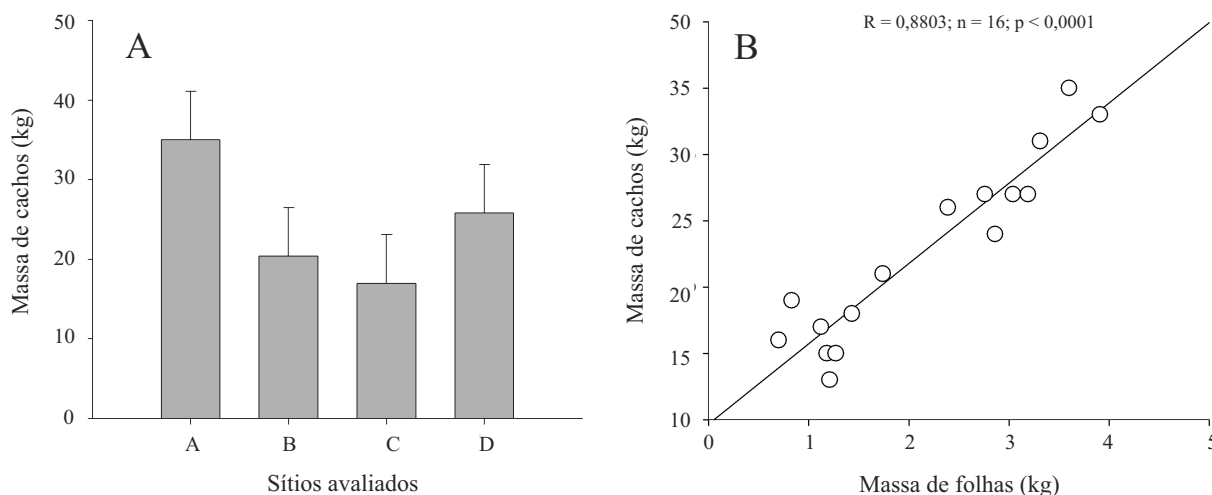 A
Massa de cachos (kg)
50
40
30
20
10
0
A B C D
Sítios avaliados
B
R = 0,8803; n = 16; p < 0,0001
Massa de cachos (kg)
50
35
30
25
20
15
10
0 1 2 3 4 5
Massa de folhas (kg)